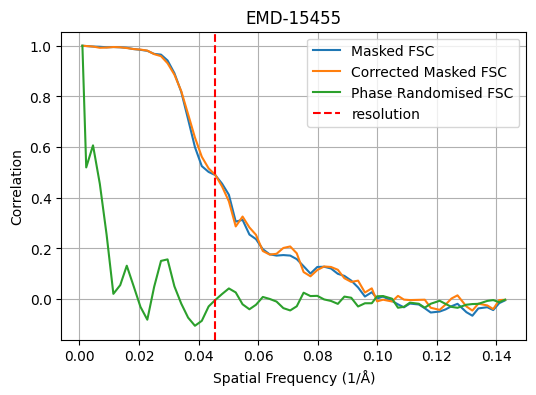 EMD-15455
Masked FSC
Corrected Masked FSC
Phase Randomised FSC
resolution
Correlation
1.0
0.8
0.6
0.4
0.2
0.0
0.00 0.02 0.04 0.06 0.08 0.10 0.12 0.14
Spatial Frequency (1/Å)